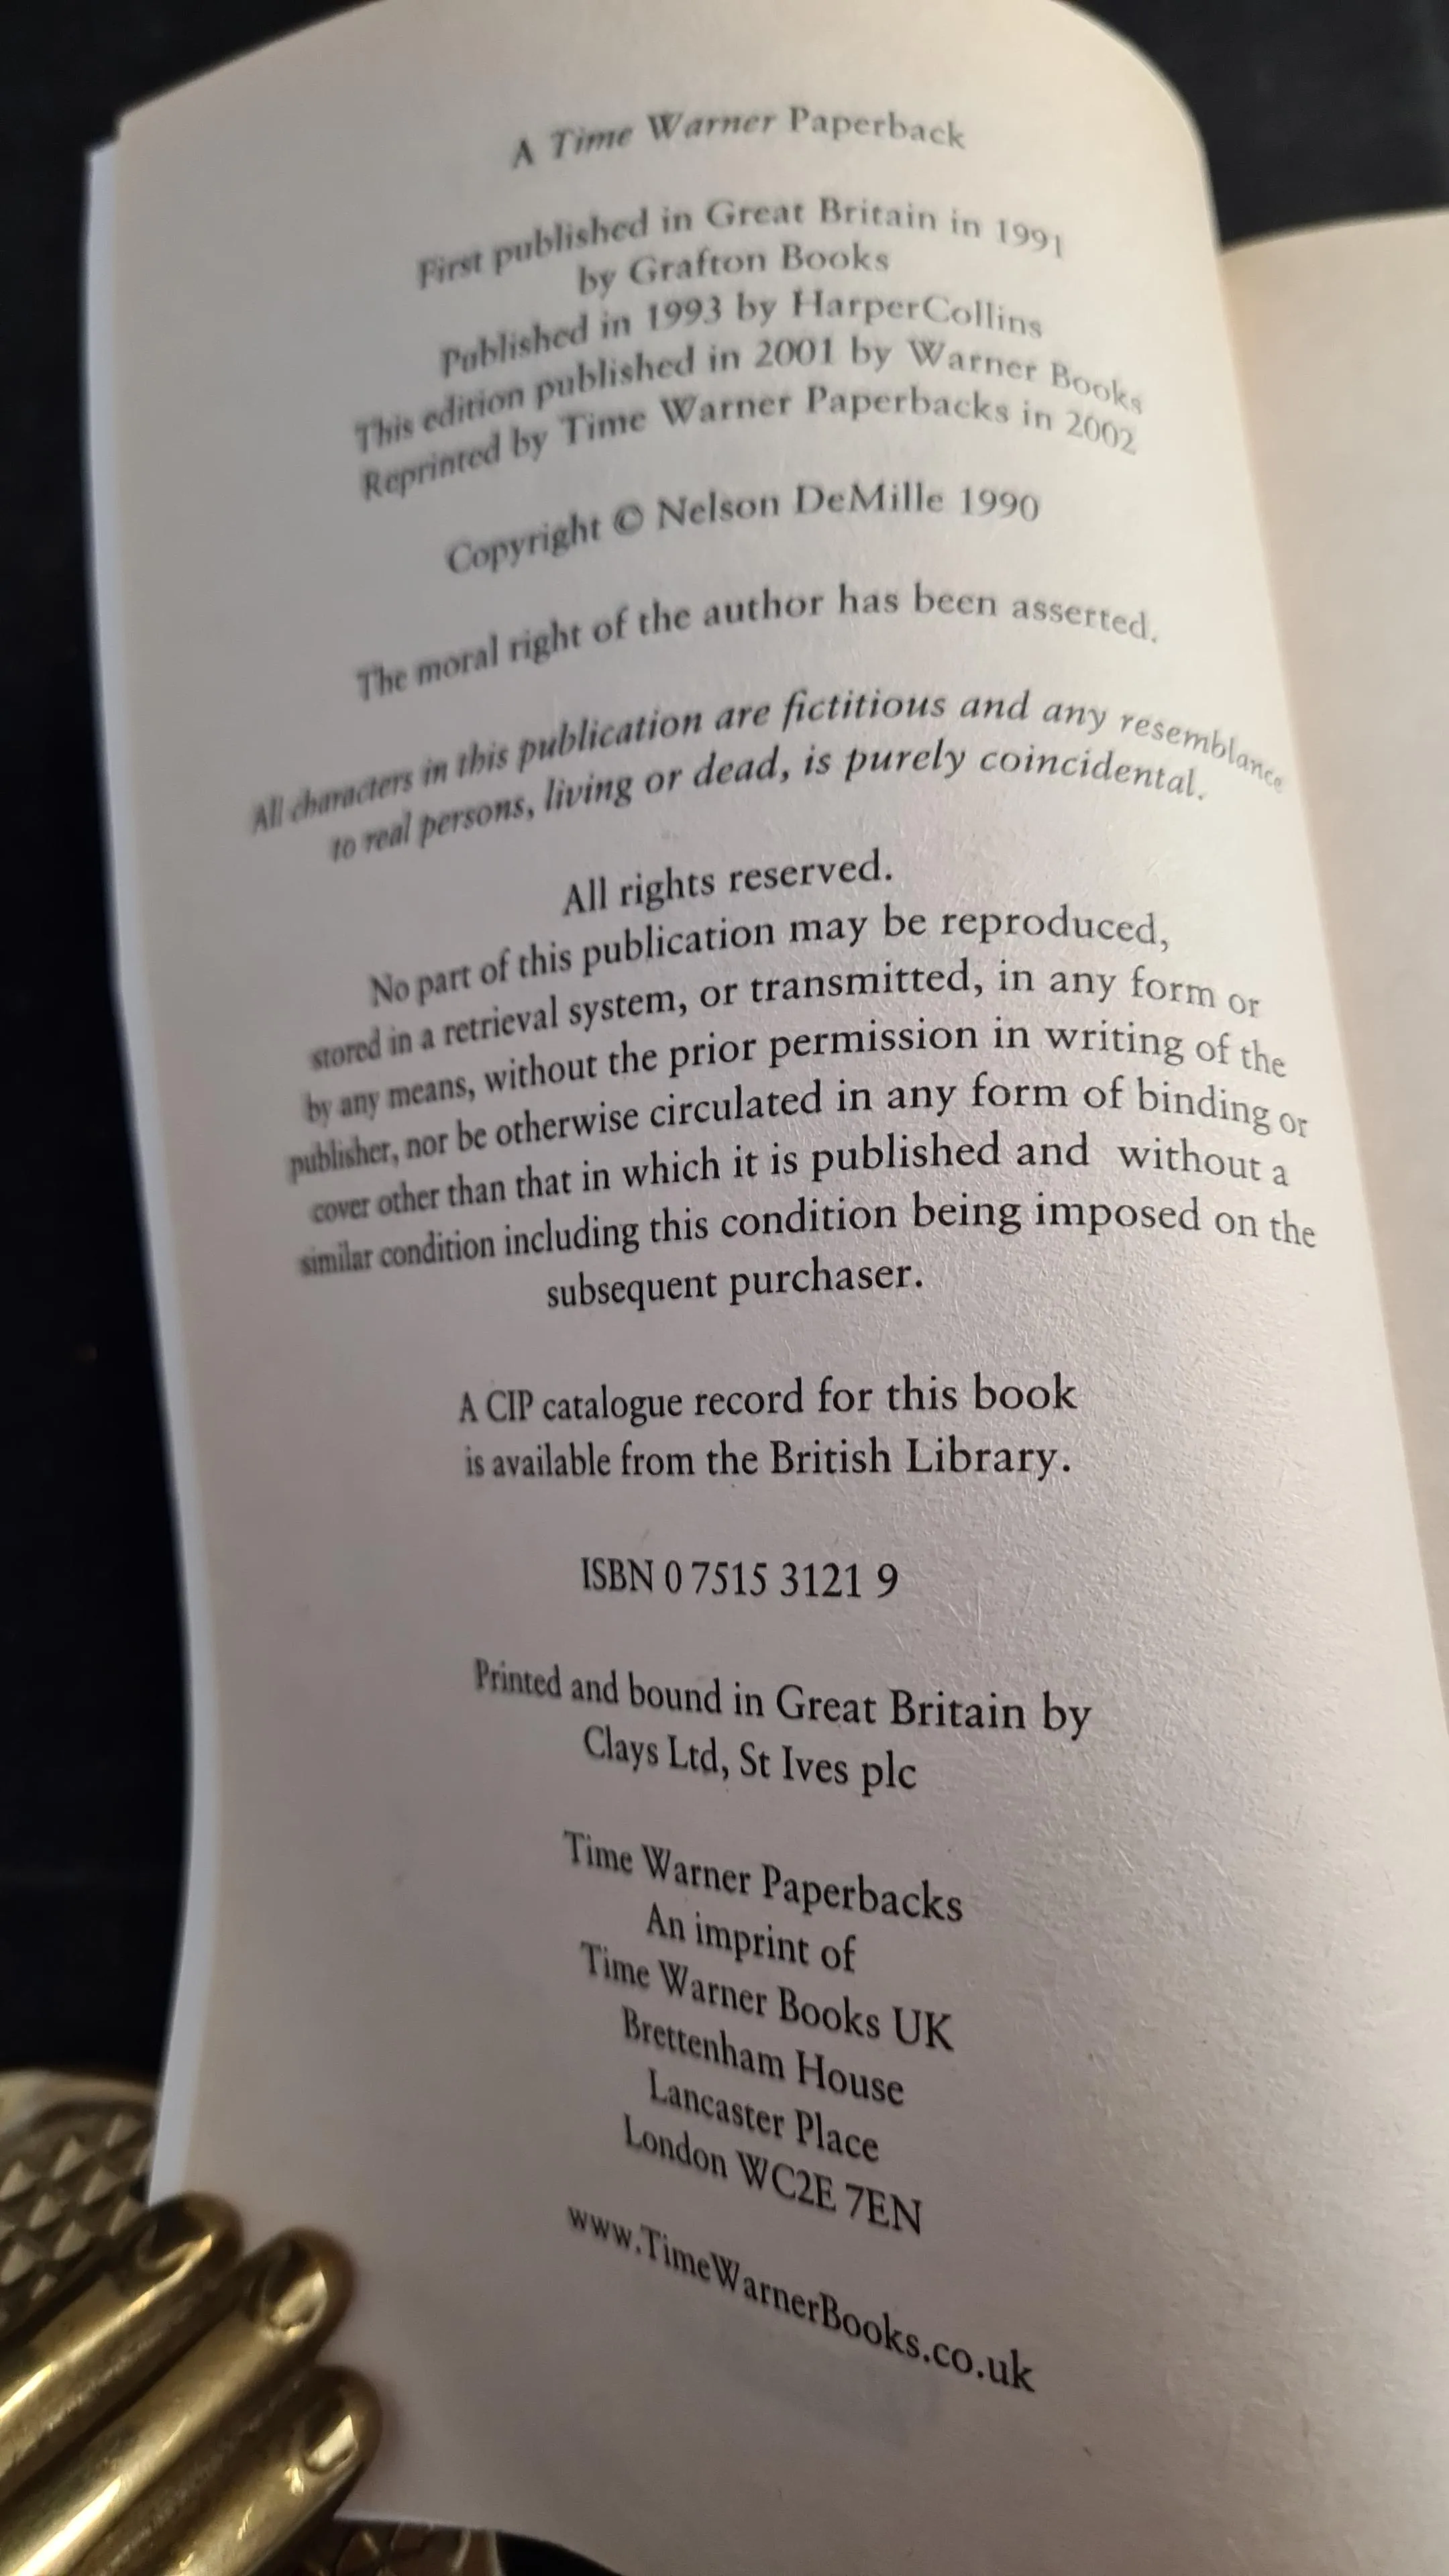 A Time Warner Paperback
First published in Great Britain in 1991
by Grafton Books
Published in 1993 by HarperCollins
This edition published in 2001 by Warner Books
Reprinted by Time Warner Paperbacks in 2002
Copyright © Nelson DeMille 1990
The moral right of the author has been asserted.
All characters in this publication are fictitious and any resemblance
to real persons, living or dead, is purely coincidental.
All rights reserved.
No part of this publication may be reproduced,
stored in a retrieval system, or transmitted, in any form or
by any means, without the prior permission in writing of the
publisher, nor be otherwise circulated in any form of binding or
cover other than that in which it is published and without a
similar condition including this condition being imposed on the
subsequent purchaser.
A CIP catalogue record for this book
is available from the British Library.
ISBN 0 7515 3121 9
Printed and bound in Great Britain by
Clays Ltd, St Ives plc
Time Warner Paperbacks
An imprint of
Time Warner Books UK
Brettenham House
Lancaster Place
London WC2E 7EN
www.TimeWarnerBooks.co.uk